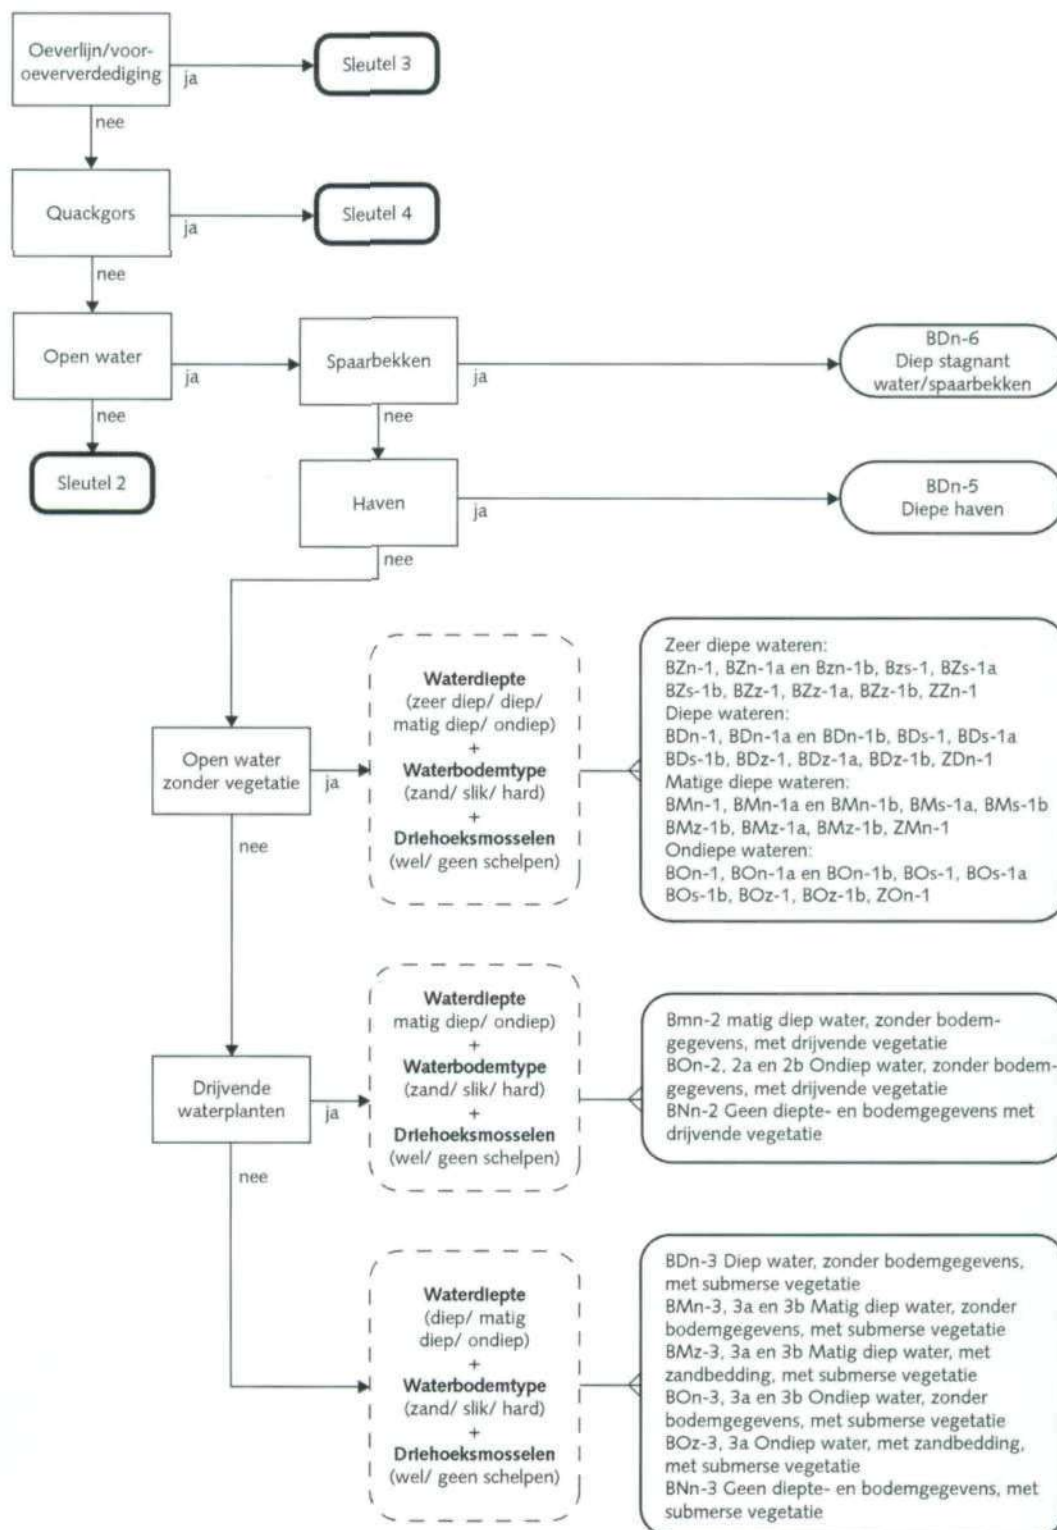 Oeverlijn/voor-
oeververdediging
ja
Sleutel 3
nee
Quackgors
ja
Sleutel 4
nee
Open water
ja
Spaarbekken
ja
BDn-6
Diep stagnant
water/spaarbekken
nee
nee
Sleutel 2
Haven
ja
BDn-5
Diepe haven
nee
Open water
zonder vegetatie
ja
Waterdiepte
(zeer diep/ diep/
matig diep/ ondiep)
+
Waterbodemtype
(zand/ slik/ hard)
+
Driehoeksmosselen
(wel/ geen schelpen)
Zeer diepe wateren:
BZn-1, BZn-1a en Bzn-1b, Bzs-1, BZs-1a
BZs-1b, BZz-1, BZz-1a, BZz-1b, ZZn-1
Diepe wateren:
BDn-1, BDn-1a en BDn-1b, BDs-1, BDs-1a
BDs-1b, BDz-1, BDz-1a, BDz-1b, ZDn-1
Matige diepe wateren:
BMn-1, BMn-1a en BMn-1b, BMs-1a, BMs-1b
BMz-1b, BMz-1a, BMz-1b, ZMn-1
Ondiepe wateren:
BOn-1, BOn-1a en BOn-1b, BOs-1, BOs-1a
BOs-1b, BOz-1, BOz-1b, ZOn-1
nee
Drijvende
waterplanten
ja
Waterdiepte
matig diep/ ondiep)
+
Waterbodemtype
(zand/ slik/ hard)
+
Driehoeksmosselen
(wel/ geen schelpen)
Bmn-2 matig diep water, zonder bodem-
gegevens, met drijvende vegetatie
BOn-2, 2a en 2b Ondiep water, zonder bodem-
gegevens, met drijvende vegetatie
BNn-2 Geen diepte- en bodemgegevens met
drijvende vegetatie
nee
Waterdiepte
(diep/ matig
diep/ ondiep)
+
Waterbodemtype
(zand/ slik/ hard)
+
Driehoeksmosselen
(wel/ geen schelpen)
BDn-3 Diep water, zonder bodemgegevens,
met submerse vegetatie
BMn-3, 3a en 3b Matig diep water, zonder
bodemgegevens, met submerse vegetatie
BMz-3, 3a en 3b Matig diep water, met
zandbedding, met submerse vegetatie
BOn-3, 3a en 3b Ondiep water, zonder
bodemgegevens, met submerse vegetatie
BOz-3, 3a Ondiep water, met zandbedding,
met submerse vegetatie
BNn-3 Geen diepte- en bodemgegevens, met
submerse vegetatie